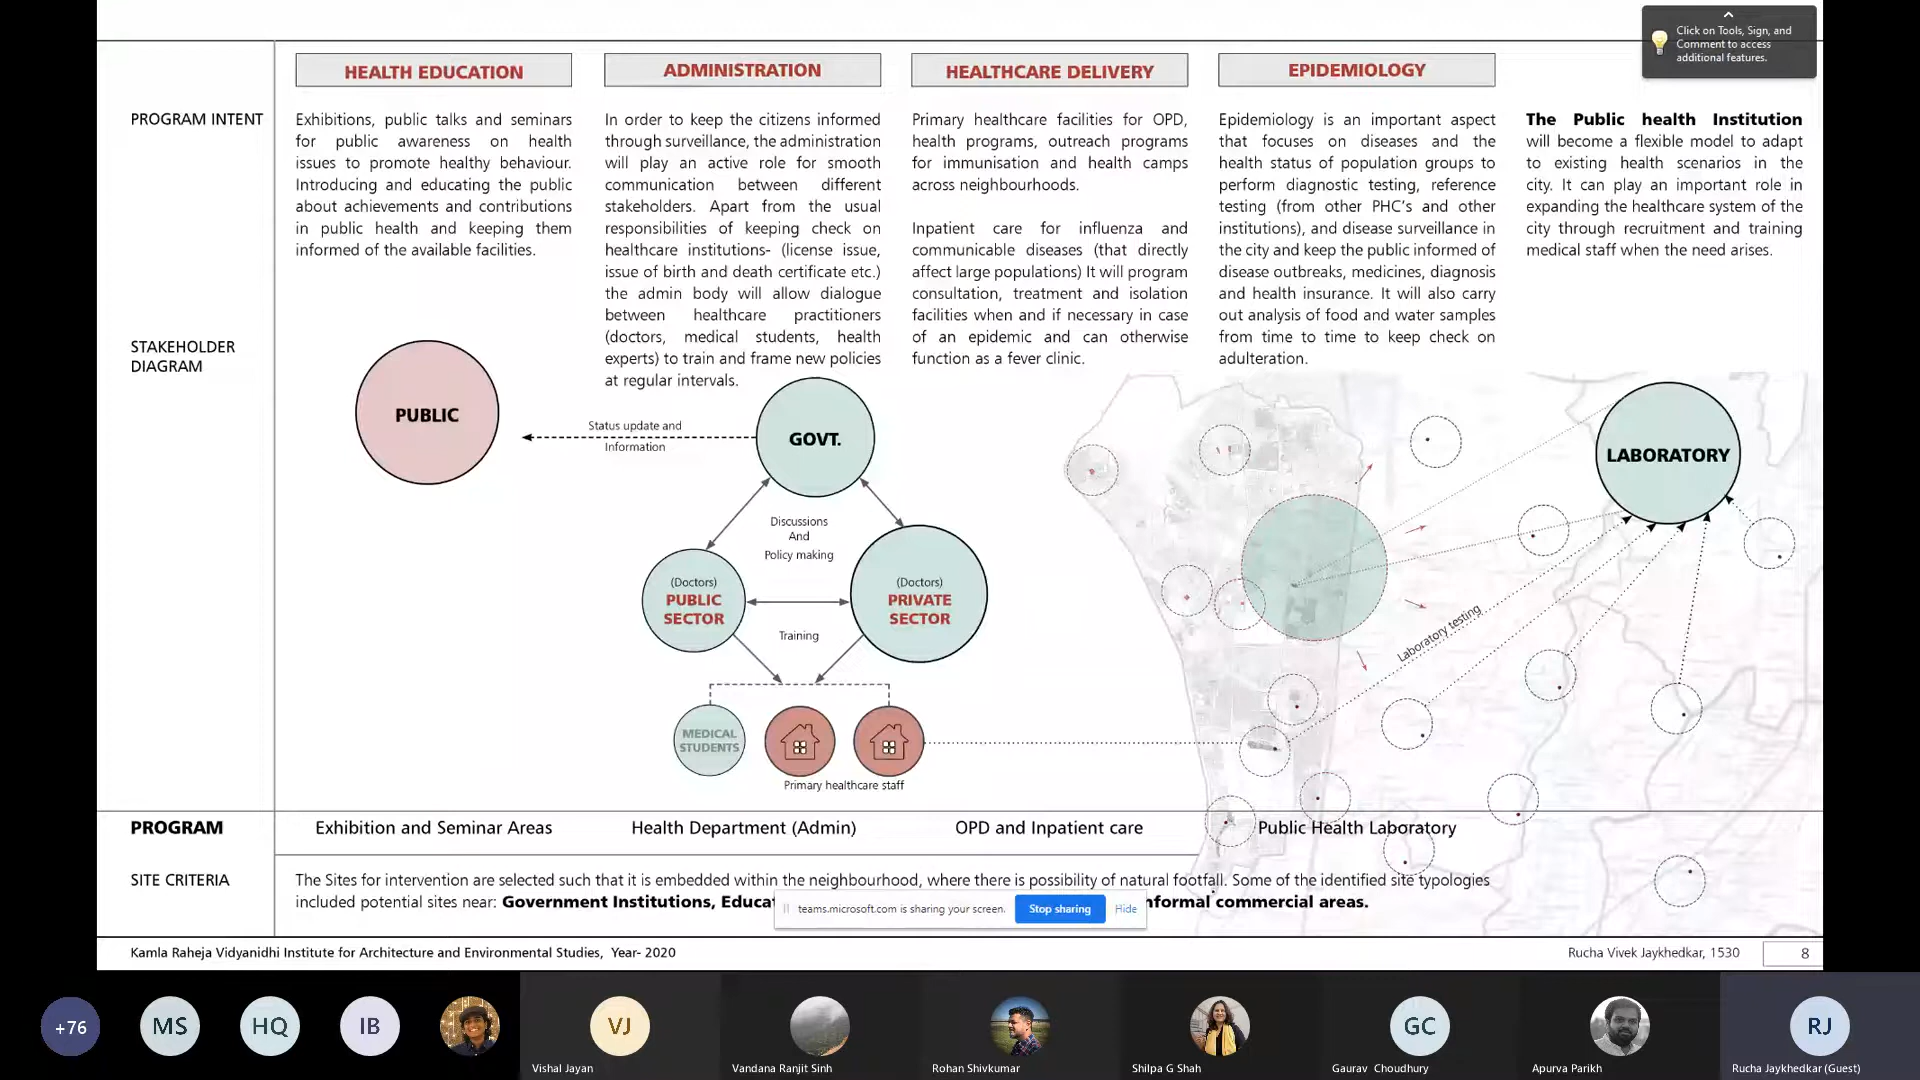 Click on Tools, Sign, and
Comment to access
additional features.
HEALTH EDUCATION
ADMINISTRATION
HEALTHCARE DELIVERY
EPIDEMIOLOGY
PROGRAM INTENT
Exhibitions, public talks and seminars
for public awareness on health
issues to promote healthy behaviour.
Introducing and educating the public
about achievements and contributions
in public health and keeping them
informed of the available facilities.
In order to keep the citizens informed
through surveillance, the administration
will play an active role for smooth
communication between different
stakeholders. Apart from the usual
responsibilities of keeping check on
healthcare institutions- (license issue,
issue of birth and death certificate etc.)
the admin body will allow dialogue
between healthcare practitioners
(doctors, medical students, health
experts) to train and frame new policies
at regular intervals.
Primary healthcare facilities for OPD,
health programs, outreach programs
for immunisation and health camps
across neighbourhoods.
Inpatient care for influenza and
communicable diseases (that directly
affect large populations) It will program
consultation, treatment and isolation
facilities when and if necessary in case
of an epidemic and can otherwise
function as a fever clinic.
Epidemiology is an important aspect
that focuses on diseases and the
health status of population groups to
perform diagnostic testing, reference
testing (from other PHC's and other
institutions), and disease surveillance in
the city and keep the public informed of
disease outbreaks, medicines, diagnosis
and health insurance. It will also carry
out analysis of food and water samples
from time to time to keep check on
adulteration.
The Public health Institution
will become a flexible model to adapt
to existing health scenarios in the
city. It can play an important role in
expanding the healthcare system of the
city through recruitment and training
medical staff when the need arises.
STAKEHOLDER
DIAGRAM
PUBLIC
Status update and
Information
GOVT.
Discussions
And
Policy making
(Doctors)
PUBLIC
SECTOR
(Doctors)
PRIVATE
SECTOR
Training
MEDICAL
STUDENTS
Primary healthcare staff
LABORATORY
Laboratory testing
PROGRAM
Exhibition and Seminar Areas
Health Department (Admin)
OPD and Inpatient care
Public Health Laboratory
SITE CRITERIA
The Sites for intervention are selected such that it is embedded within the neighbourhood, where there is possibility of natural footfall. Some of the identified site typologies
included potential sites near: Government Institutions, Educat
nformal commercial areas.
teams.microsoft.com is sharing your screen.
Stop sharing
Hide
Kamla Raheja Vidyanidhi Institute for Architecture and Environmental Studies, Year- 2020
Rucha Vivek Jaykhedkar, 1530
8
+76
MS
HQ
IB
VJ
GC
RJ
Vishal Jayan
Vandana Ranjit Sinh
Rohan Shivkumar
Shilpa G Shah
Gaurav Choudhury
Apurva Parikh
Rucha Jaykhedkar (Guest)